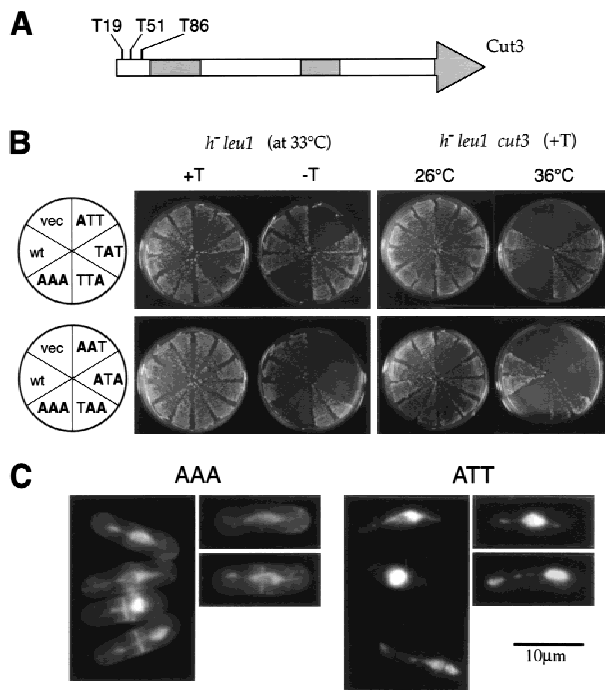 A
T19 T51 T86
Cut3
B
h⁻ leu1 (at 33°C)
h⁻ leu1 cut3 (+T)
+T
-T
26°C
36°C
vec
ATT
wt
TAT
AAA
TTA
vec
AAT
wt
ATA
AAA
TAA
C
AAA
ATT
10μm